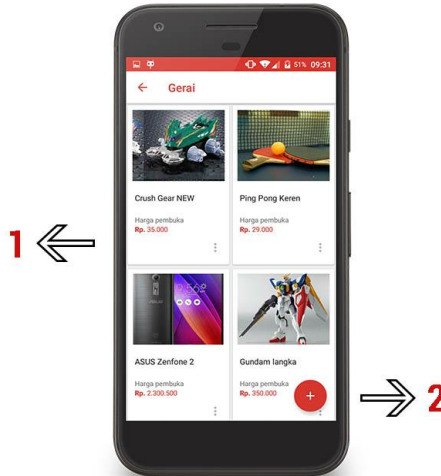 51% 09:31
Gerai
Crush Gear NEW
Harga pembuka
Rp. 35.000
Ping Pong Keren
Harga pembuka
Rp. 29.000
1
ASUS Zenfone 2
Harga pembuka
Rp. 2.300.500
Gundam langka
Harga pembuka
Rp. 350.000
+
2